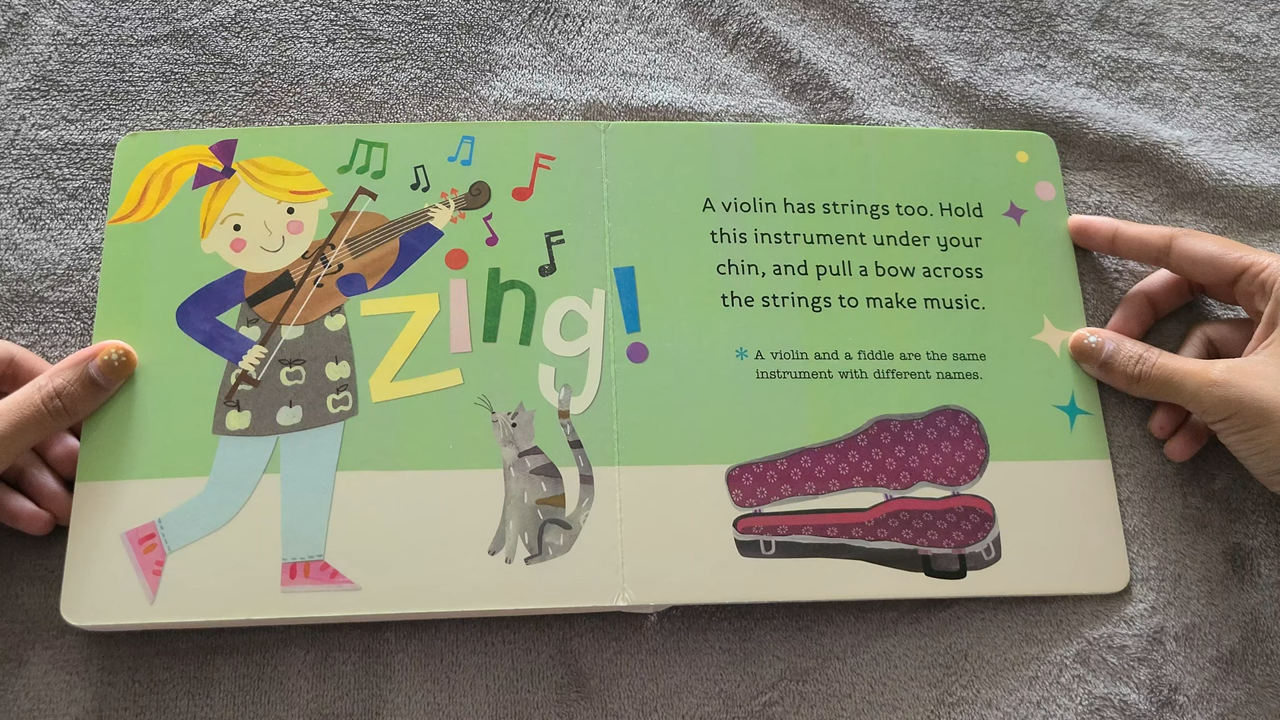 zing!
A violin has strings too. Hold
this instrument under your
chin, and pull a bow across
the strings to make music.
* A violin and a fiddle are the same
instrument with different names.